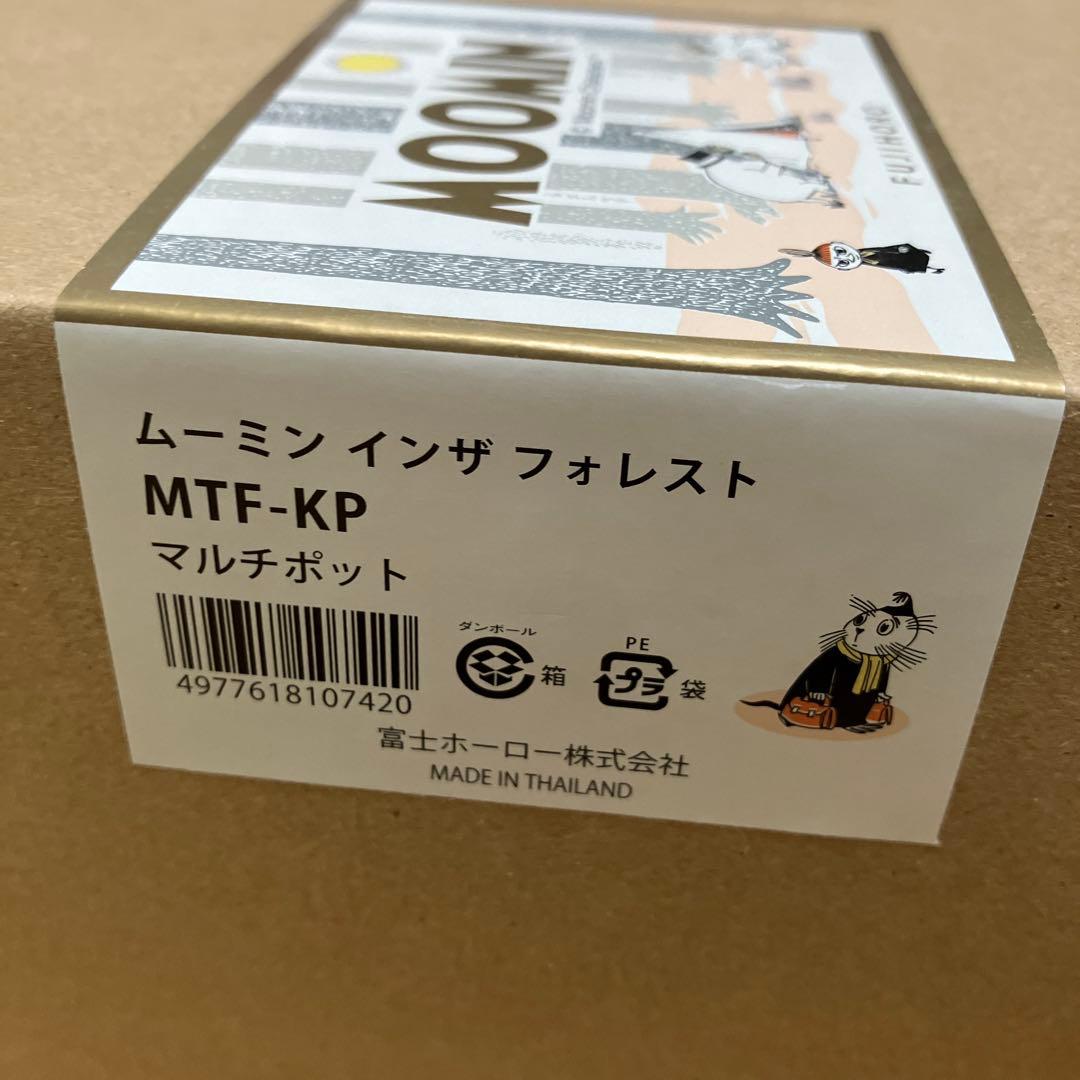 MOOMIN
FUJIHORO
ムーミン インザ フォレスト
MTF-KP
マルチポット
4977618107420
ダンボール
箱
PE
プラ
袋
富士ホーロー株式会社
MADE IN THAILAND